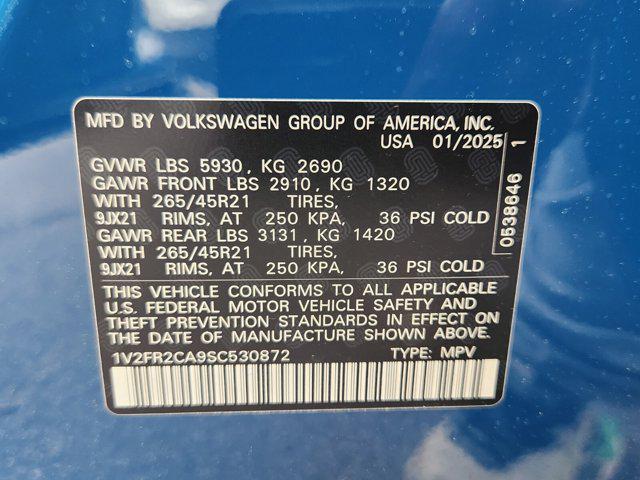 MFD BY VOLKSWAGEN GROUP OF AMERICA, INC.
USA 01/2025
GVWR LBS 5930, KG 2690
GAWR FRONT LBS 2910, KG 1320
WITH 265/45R21 TIRES,
9JX21 RIMS, AT 250 KPA, 36 PSI COLD
GAWR REAR LBS 3131, KG 1420
WITH 265/45R21 TIRES,
9JX21 RIMS, AT 250 KPA, 36 PSI COLD
THIS VEHICLE CONFORMS TO ALL APPLICABLE
U.S. FEDERAL MOTOR VEHICLE SAFETY AND
THEFT PREVENTION STANDARDS IN EFFECT ON
THE DATE OF MANUFACTURE SHOWN ABOVE.
1V2FR2CA9SC530872 TYPE: MPV
0538646 1